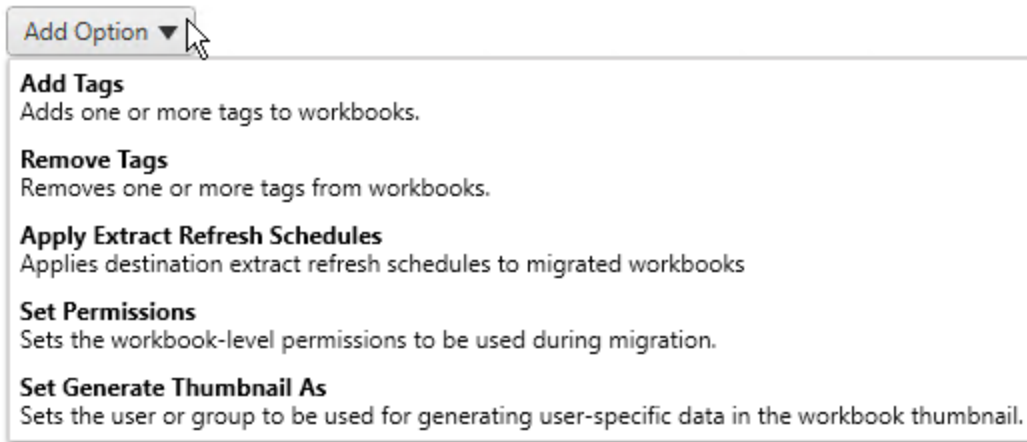 Add Option
Add Tags
Adds one or more tags to workbooks.
Remove Tags
Removes one or more tags from workbooks.
Apply Extract Refresh Schedules
Applies destination extract refresh schedules to migrated workbooks
Set Permissions
Sets the workbook-level permissions to be used during migration.
Set Generate Thumbnail As
Sets the user or group to be used for generating user-specific data in the workbook thumbnail.